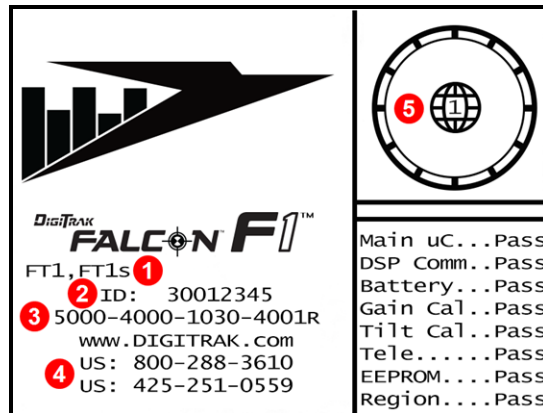 DigiTrak
FALCON F1™
FT1,FT1s 1
2 ID: 30012345
3 5000-4000-1030-4001R
www.DIGITRAK.com
4 US: 800-288-3610
US: 425-251-0559
5 1
Main uC...Pass
DSP Comm..Pass
Battery...Pass
Gain Cal..Pass
Tilt Cal..Pass
Tele......Pass
EEPROM....Pass
Region....Pass